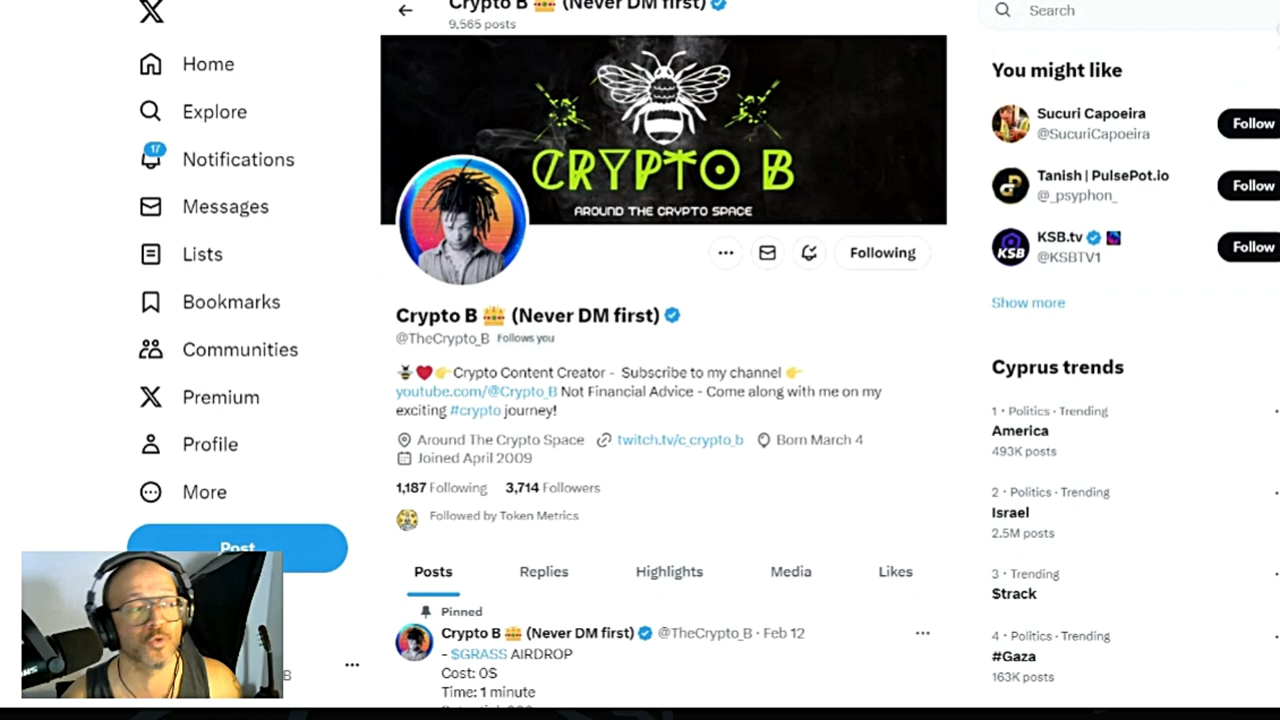 Crypto B 👑 (Never DM first)
9,565 posts
Search
Home
Explore
17
Notifications
Messages
Lists
Bookmarks
Communities
Premium
Profile
More
Post
B
CRYPTO B
AROUND THE CRYPTO SPACE
Following
Crypto B 👑 (Never DM first)
@TheCrypto_B Follows you
🐝❤️👉Crypto Content Creator - Subscribe to my channel 👉
youtube.com/@Crypto_B Not Financial Advice - Come along with me on my
exciting #crypto journey!
Around The Crypto Space twitch.tv/c_crypto_b Born March 4
Joined April 2009
1,187 Following 3,714 Followers
Followed by Token Metrics
Posts Replies Highlights Media Likes
Pinned
Crypto B 👑 (Never DM first) @TheCrypto_B · Feb 12
- $GRASS AIRDROP
Cost: 0$
Time: 1 minute
You might like
Sucuri Capoeira
@SucuriCapoeira
Follow
Tanish | PulsePot.io
@_psyphon_
Follow
KSB
KSB.tv
@KSBTV1
Follow
Show more
Cyprus trends
1 · Politics · Trending
America
493K posts
2 · Politics · Trending
Israel
2.5M posts
3 · Trending
$track
4 · Politics · Trending
#Gaza
163K posts